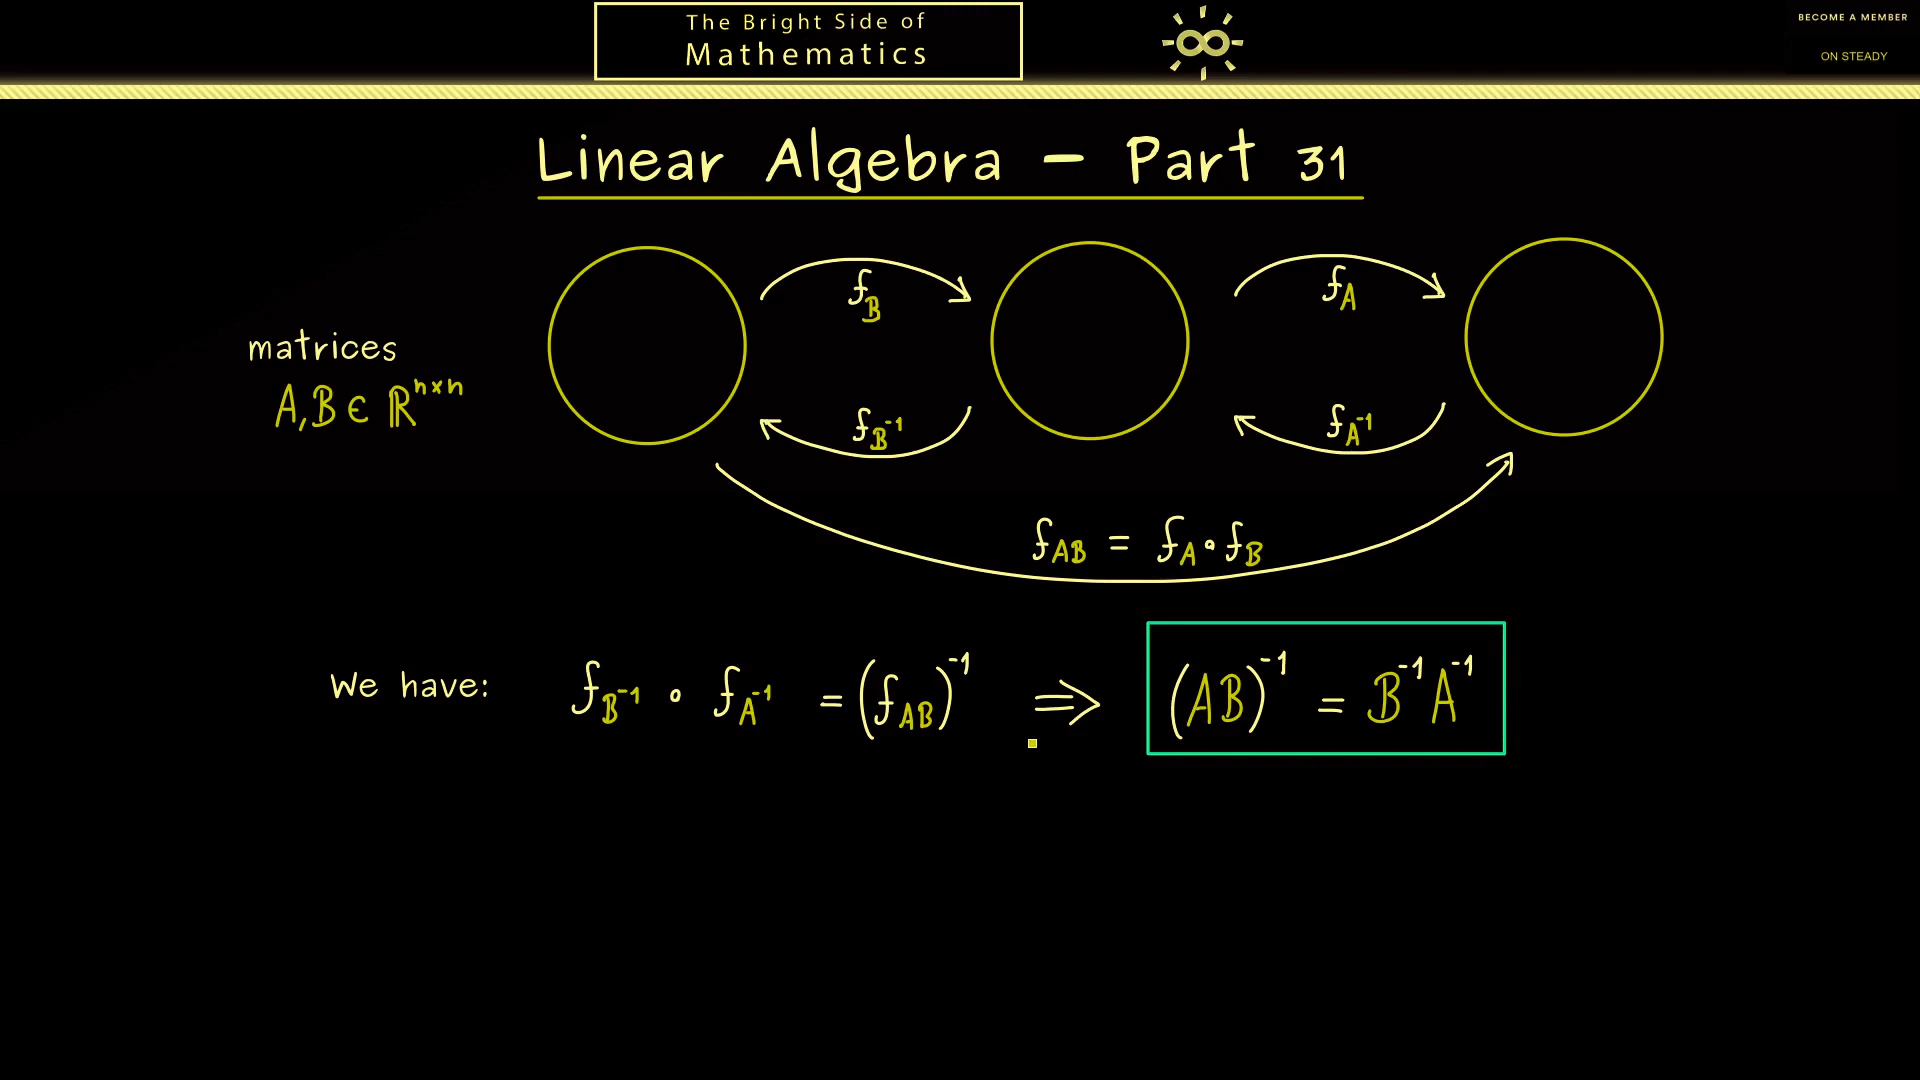 The Bright Side of
Mathematics
BECOME A MEMBER
ON STEADY
Linear Algebra - Part 31
f_B
f_A
matrices
A, B ∈ ℝ^{n×n}
f_{B^{-1}}
f_{A^{-1}}
f_{AB} = f_A ∘ f_B
We have: f_{B^{-1}} ∘ f_{A^{-1}} = (f_{AB})^{-1} ⟹ (AB)^{-1} = B^{-1} A^{-1}